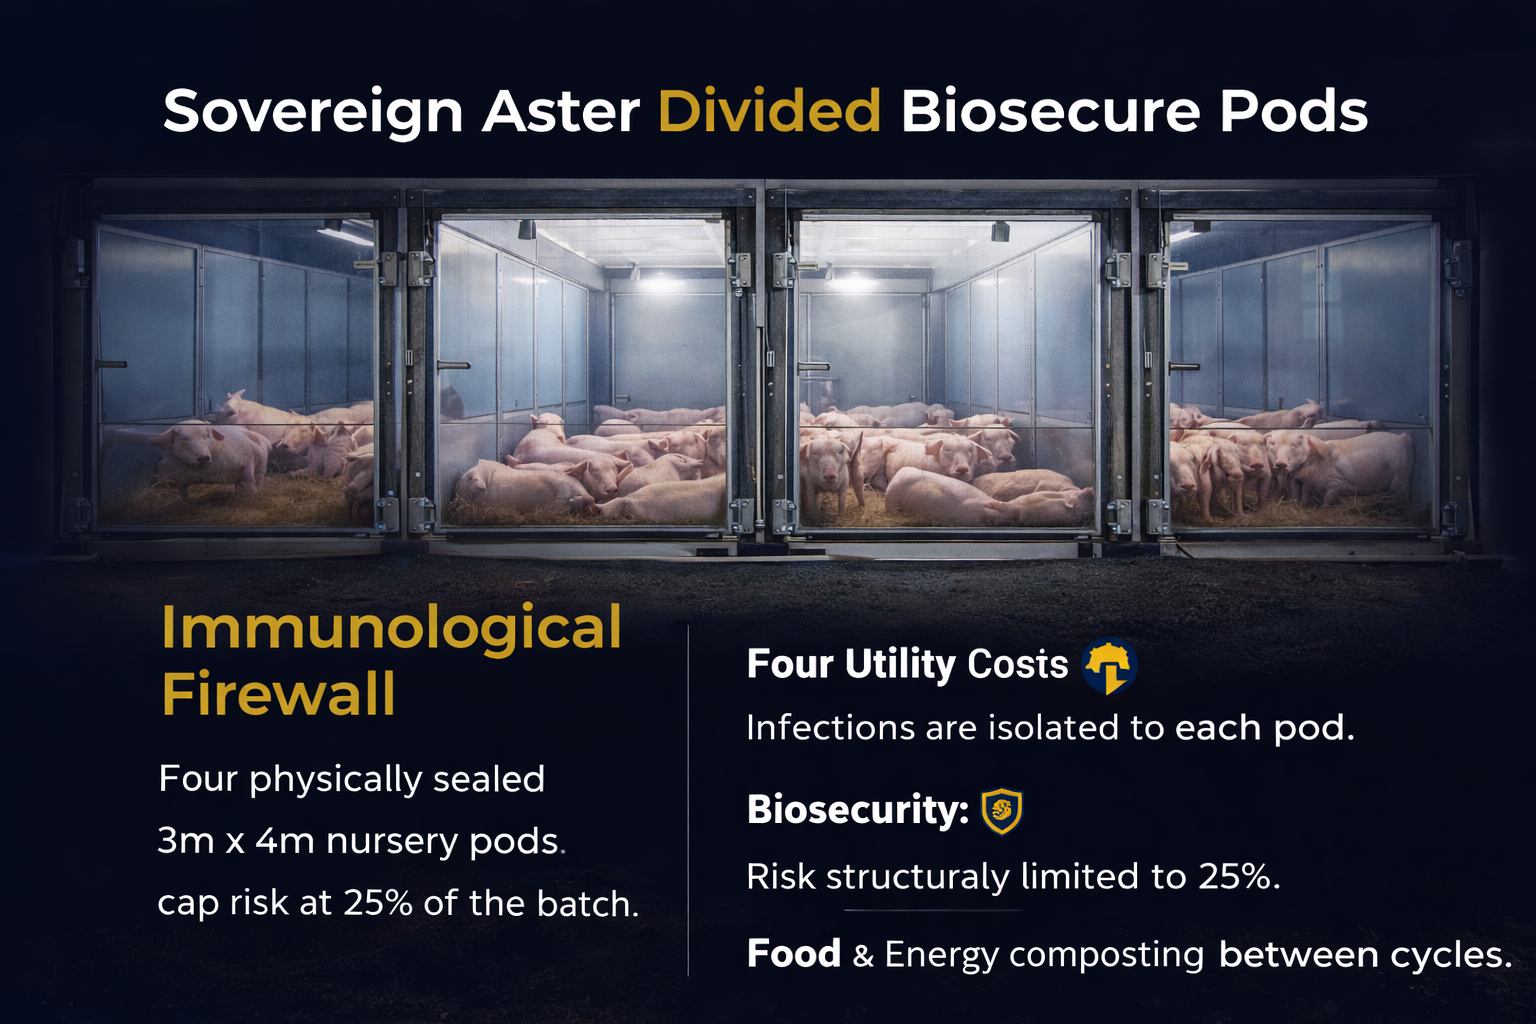 Sovereign Aster Divided Biosecure Pods
Immunological
Firewall
Four physically sealed
3m x 4m nursery pods.
cap risk at 25% of the batch.
Four Utility Costs
Infections are isolated to each pod.
Biosecurity:
Risk structuraly limited to 25%.
Food & Energy composting between cycles.